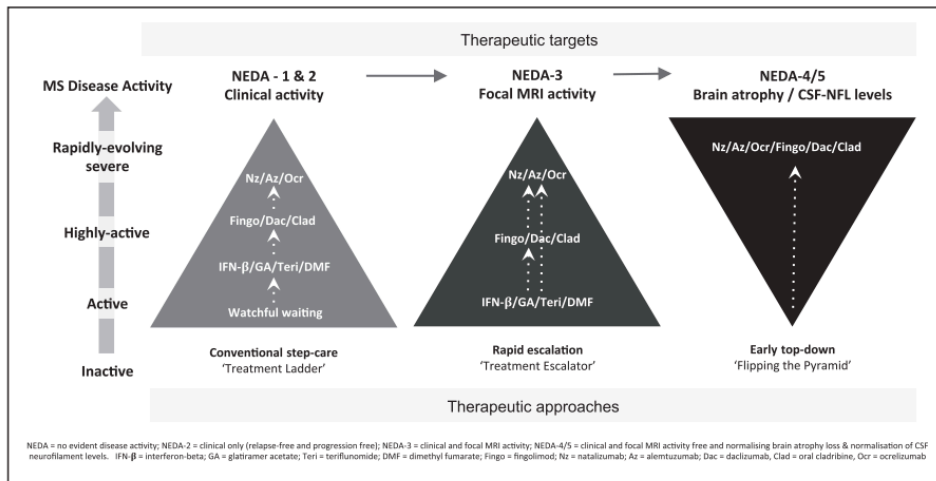 Therapeutic targets
MS Disease Activity
Rapidly-evolving
severe
Highly-active
Active
Inactive
NEDA - 1 & 2
Clinical activity
Nz/Az/Ocr
Fingo/Dac/Clad
IFN-β/GA/Teri/DMF
Watchful waiting
Conventional step-care
'Treatment Ladder'
NEDA-3
Focal MRI activity
Nz/Az/Ocr
Fingo/Dac/Clad
IFN-β/GA/Teri/DMF
Rapid escalation
'Treatment Escalator'
NEDA-4/5
Brain atrophy / CSF-NFL levels
Nz/Az/Ocr/Fingo/Dac/Clad
Early top-down
'Flipping the Pyramid'
Therapeutic approaches
NEDA = no evident disease activity; NEDA-2 = clinical only (relapse-free and progression free); NEDA-3 = clinical and focal MRI activity; NEDA-4/5 = clinical and focal MRI activity free and normalising brain atrophy loss & normalisation of CSF
neurofilament levels. IFN-β = interferon-beta; GA = glatiramer acetate; Teri = teriflunomide; DMF = dimethyl fumarate; Fingo = fingolimod; Nz = natalizumab; Az = alemtuzumab; Dac = daclizumab, Clad = oral cladribine, Ocr = ocrelizumab